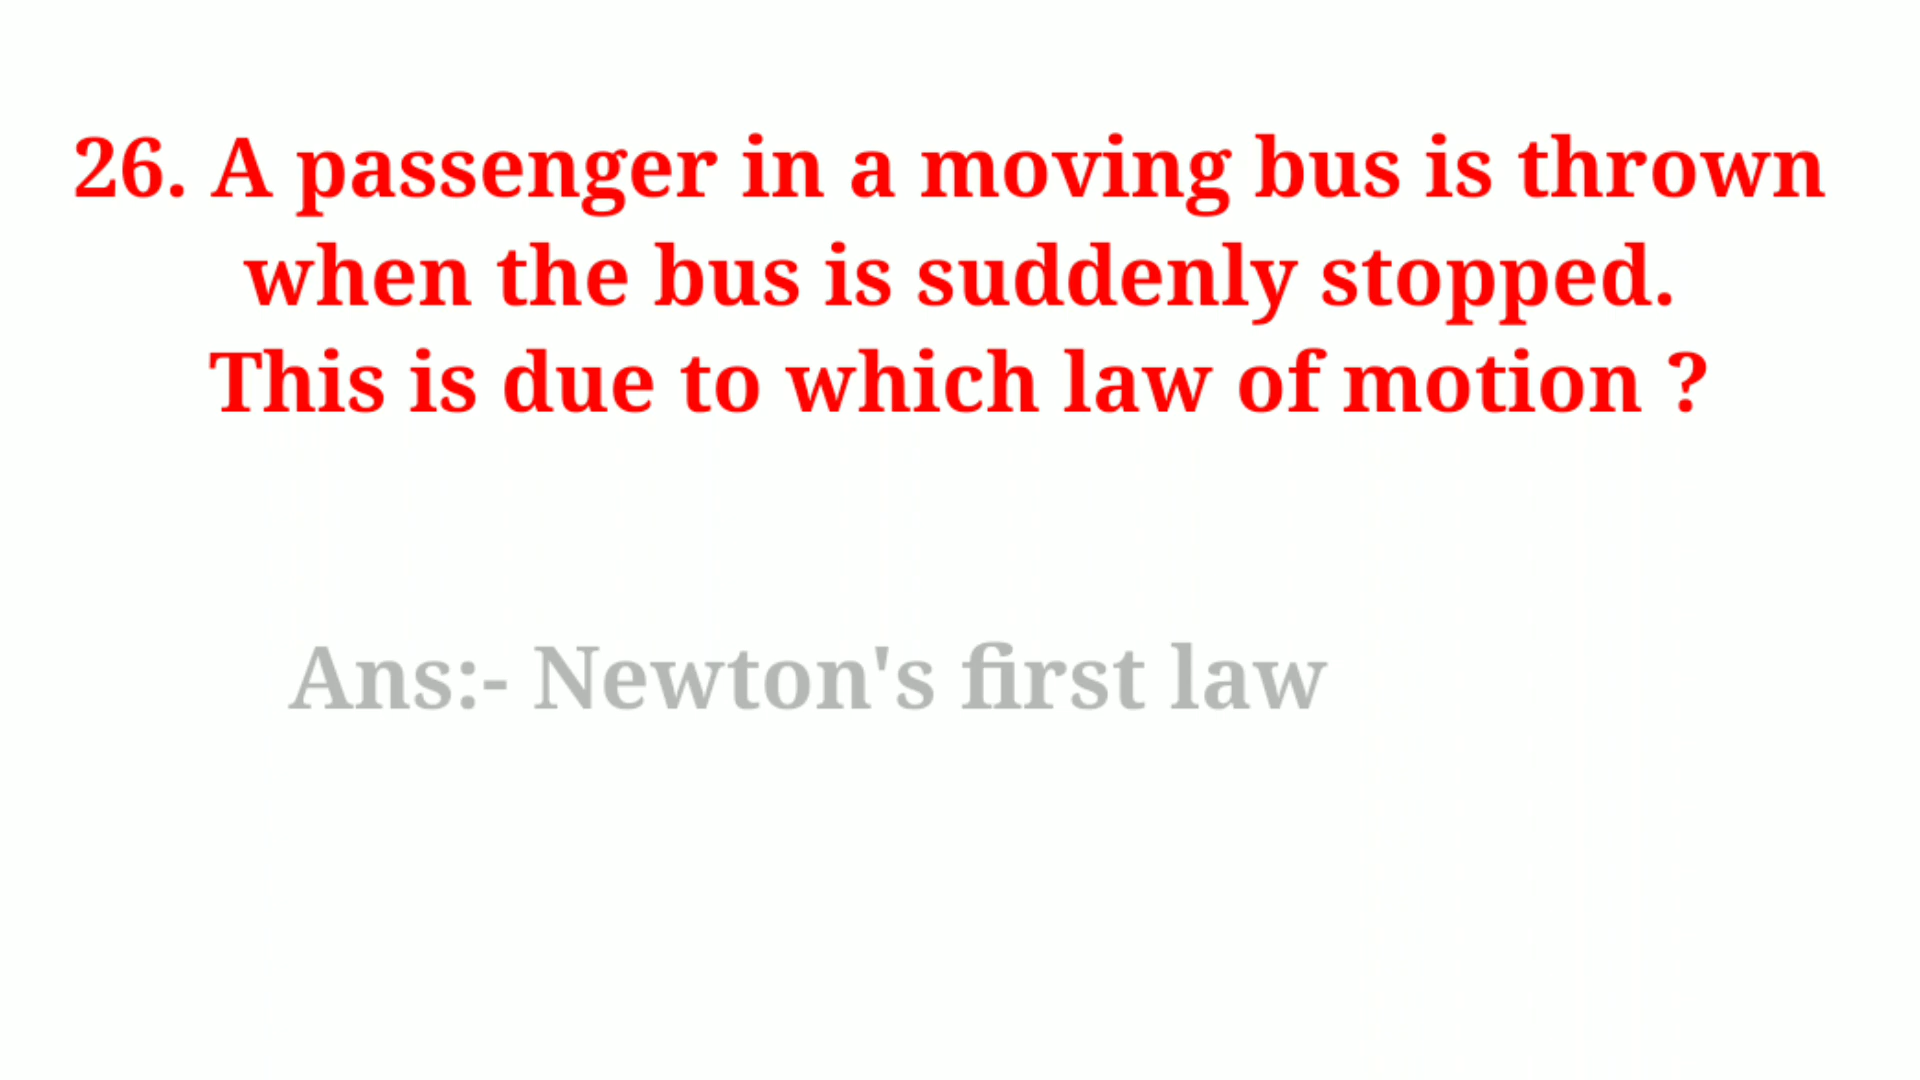 26. A passenger in a moving bus is thrown
when the bus is suddenly stopped.
This is due to which law of motion ?
Ans:- Newton's first law